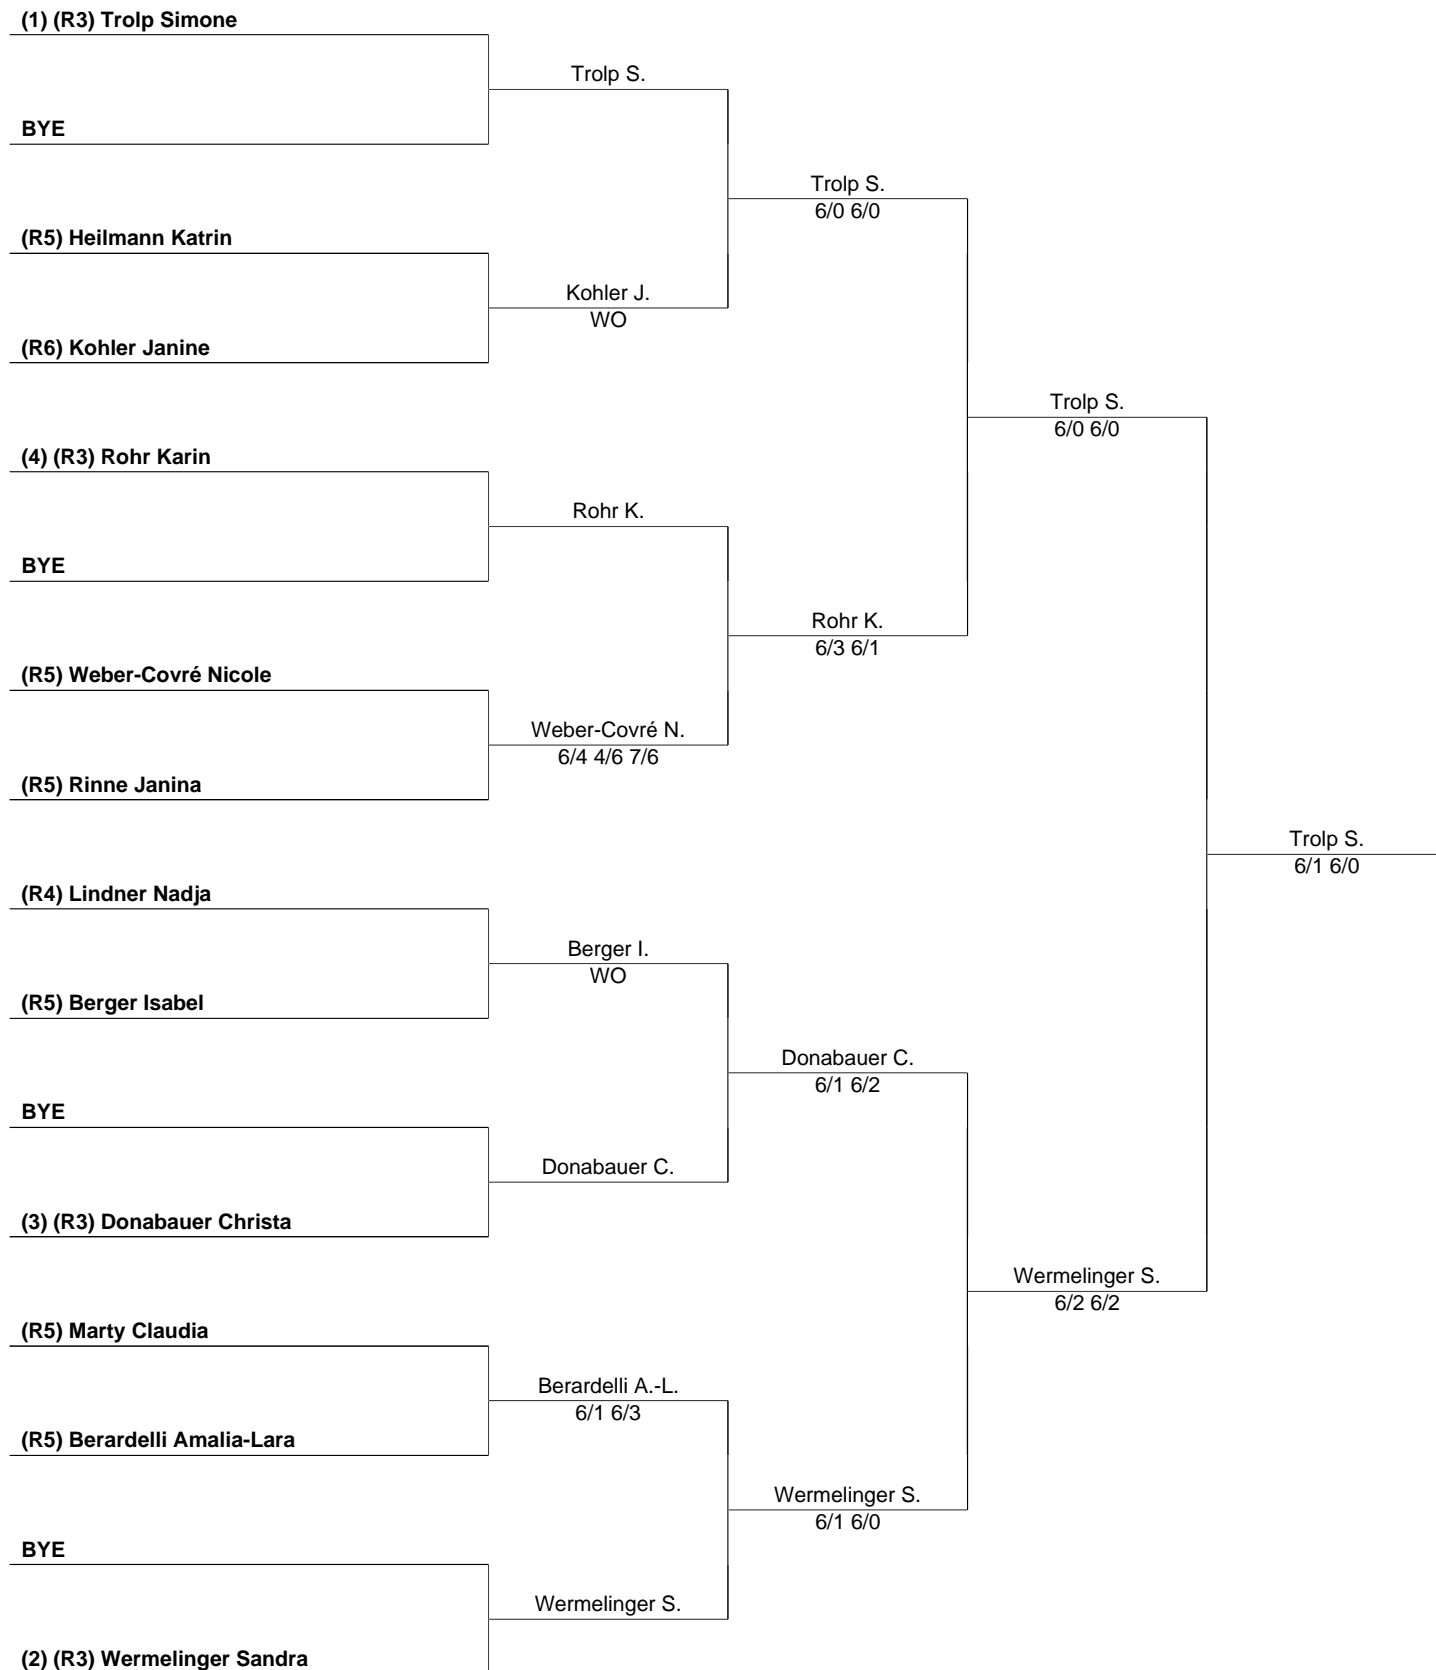 (1) (R3) Trolp Simone
Trolp S.
BYE
Trolp S.
6/0 6/0
(R5) Heilmann Katrin
Kohler J.
WO
(R6) Kohler Janine
Trolp S.
6/0 6/0
(4) (R3) Rohr Karin
Rohr K.
BYE
Rohr K.
6/3 6/1
(R5) Weber-Covré Nicole
Weber-Covré N.
6/4 4/6 7/6
(R5) Rinne Janina
Trolp S.
6/1 6/0
(R4) Lindner Nadja
Berger I.
WO
(R5) Berger Isabel
Donabauer C.
6/1 6/2
BYE
Donabauer C.
(3) (R3) Donabauer Christa
Wermelinger S.
6/2 6/2
(R5) Marty Claudia
Berardelli A.-L.
6/1 6/3
(R5) Berardelli Amalia-Lara
Wermelinger S.
6/1 6/0
BYE
Wermelinger S.
(2) (R3) Wermelinger Sandra